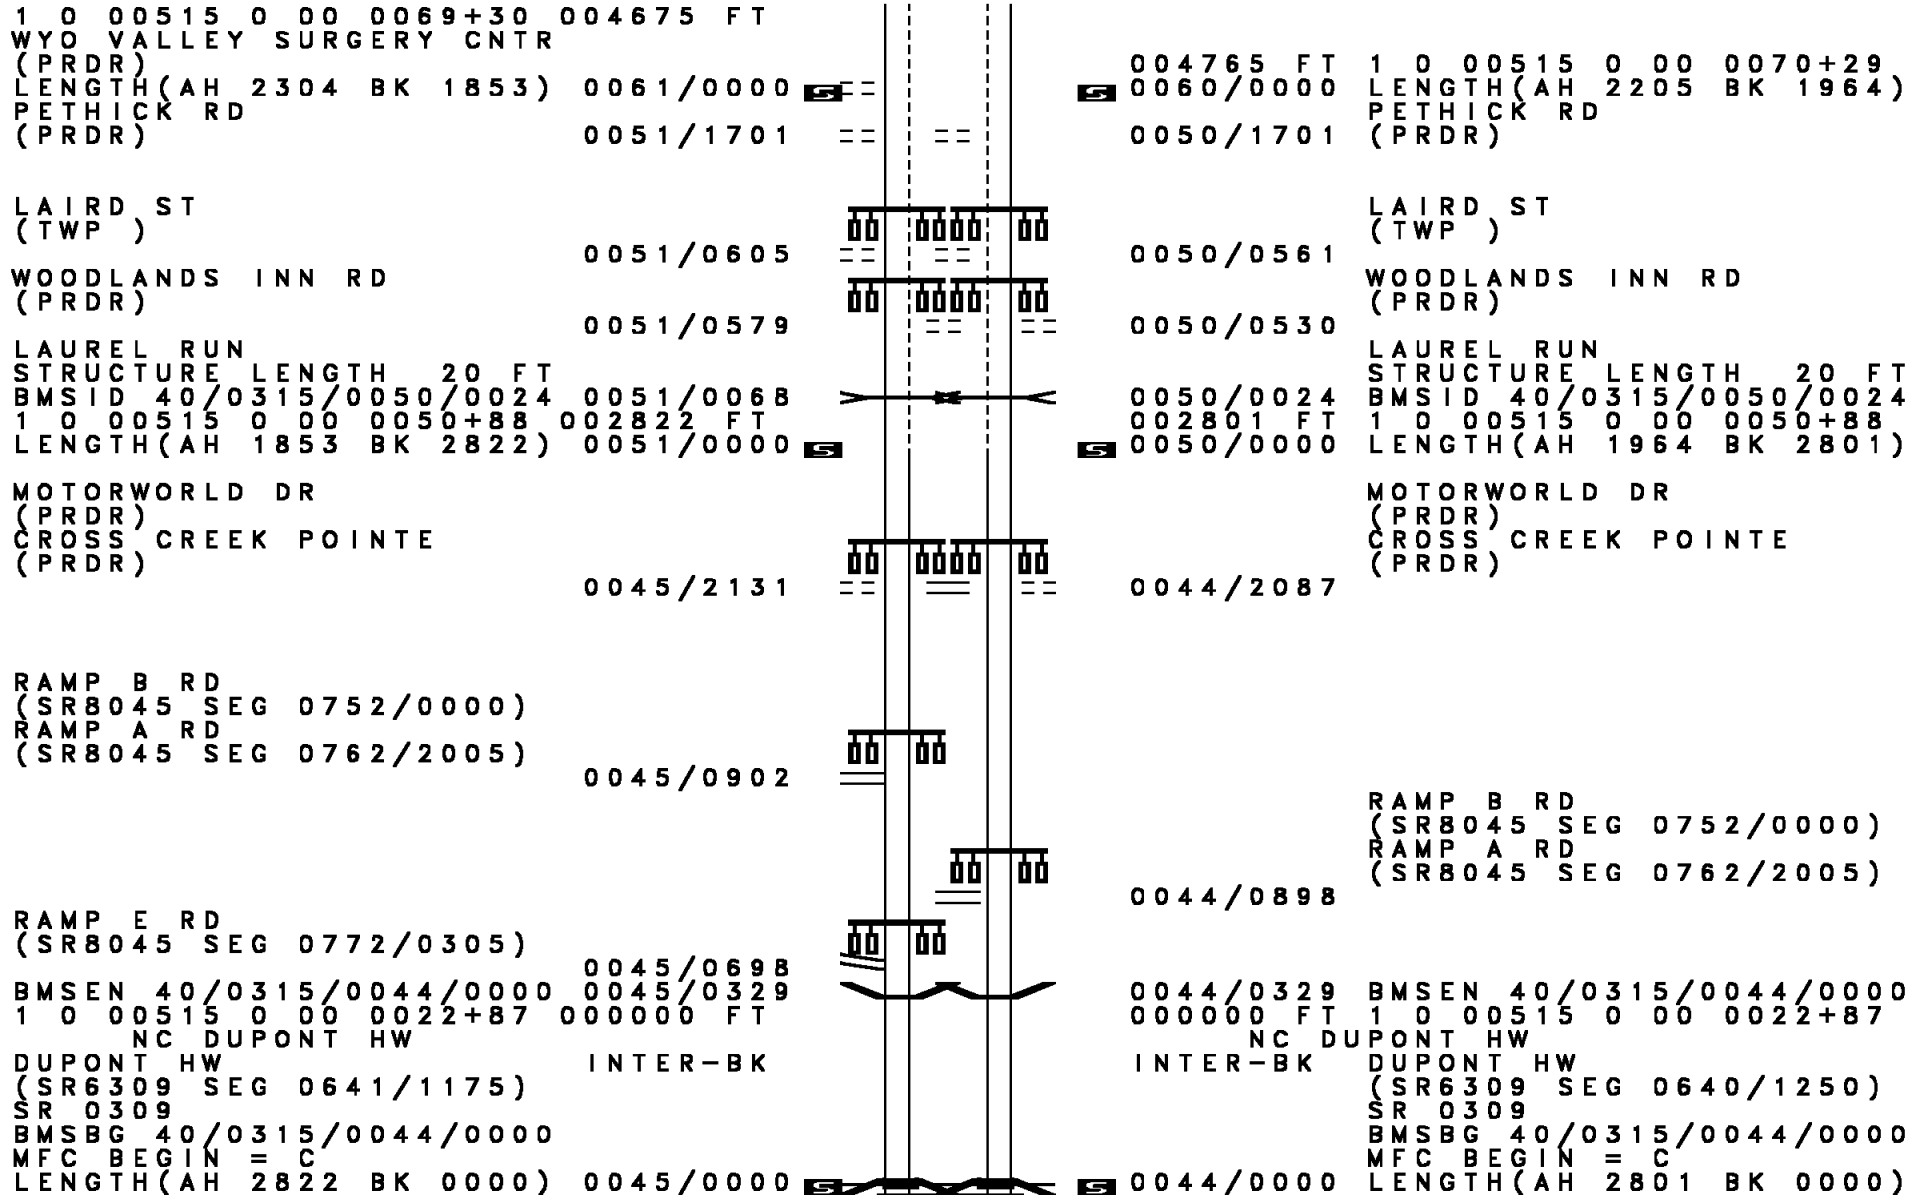 1 0 00515 0 00 0069+30 004675 FT
WYO VALLEY SURGERY CNTR
(PRDR) 004765 FT 1 0 00515 0 00 0070+29
LENGTH(AH 2304 BK 1853) 0061/0000 S S 0060/0000 LENGTH(AH 2205 BK 1964)
PETHICK RD PETHICK RD
(PRDR) 0051/1701 0050/1701 (PRDR)
LAIRD ST LAIRD ST
(TWP ) (TWP )
0051/0605 0050/0561
WOODLANDS INN RD WOODLANDS INN RD
(PRDR) (PRDR)
0051/0579 0050/0530
LAUREL RUN LAUREL RUN
STRUCTURE LENGTH 20 FT STRUCTURE LENGTH 20 FT
BMSID 40/0315/0050/0024 0051/0068 0050/0024 BMSID 40/0315/0050/0024
1 0 00515 0 00 0050+88 002822 FT 002801 FT 1 0 00515 0 00 0050+88
LENGTH(AH 1853 BK 2822) 0051/0000 S S 0050/0000 LENGTH(AH 1964 BK 2801)
MOTORWORLD DR MOTORWORLD DR
(PRDR) (PRDR)
CROSS CREEK POINTE CROSS CREEK POINTE
(PRDR) (PRDR)
0045/2131 0044/2087
RAMP B RD
(SR8045 SEG 0752/0000)
RAMP A RD
(SR8045 SEG 0762/2005)
0045/0902
RAMP B RD
(SR8045 SEG 0752/0000)
RAMP A RD
(SR8045 SEG 0762/2005)
0044/0898
RAMP E RD
(SR8045 SEG 0772/0305)
0045/0698
BMSEN 40/0315/0044/0000 0045/0329 0044/0329 BMSEN 40/0315/0044/0000
1 0 00515 0 00 0022+87 000000 FT 000000 FT 1 0 00515 0 00 0022+87
NC DUPONT HW NC DUPONT HW
DUPONT HW INTER-BK INTER-BK DUPONT HW
(SR6309 SEG 0641/1175) (SR6309 SEG 0640/1250)
SR 0309 SR 0309
BMSBG 40/0315/0044/0000 BMSBG 40/0315/0044/0000
MFC BEGIN = C MFC BEGIN = C
LENGTH(AH 2822 BK 0000) 0045/0000 S S 0044/0000 LENGTH(AH 2801 BK 0000)